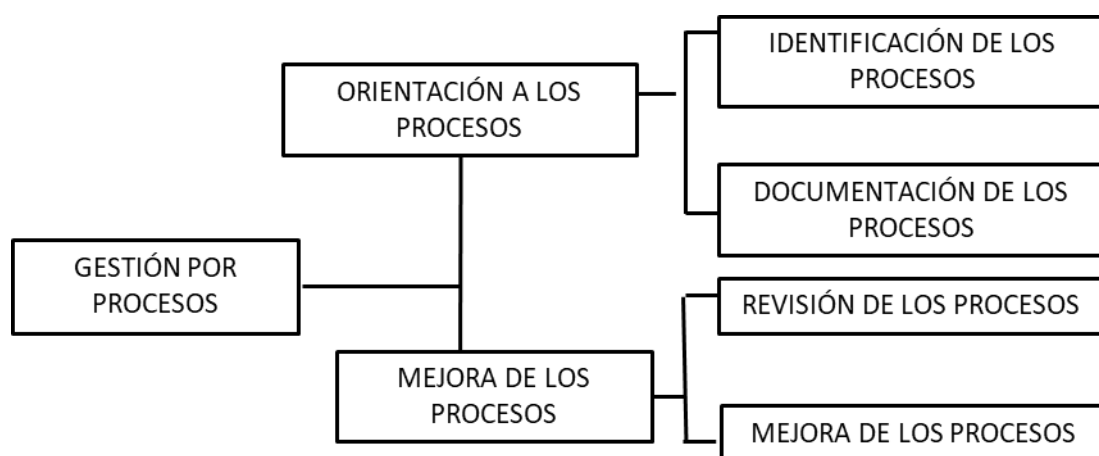 IDENTIFICACIÓN DE LOS
PROCESOS
ORIENTACIÓN A LOS
PROCESOS
DOCUMENTACIÓN DE LOS
PROCESOS
GESTIÓN POR
PROCESOS
REVISIÓN DE LOS PROCESOS
MEJORA DE LOS
PROCESOS
MEJORA DE LOS PROCESOS